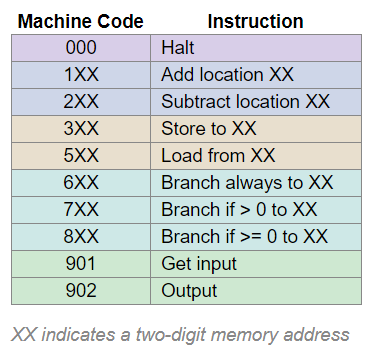 Machine Code Instruction
000 Halt
1XX Add location XX
2XX Subtract location XX
3XX Store to XX
5XX Load from XX
6XX Branch always to XX
7XX Branch if > 0 to XX
8XX Branch if >= 0 to XX
901 Get input
902 Output
XX indicates a two-digit memory address